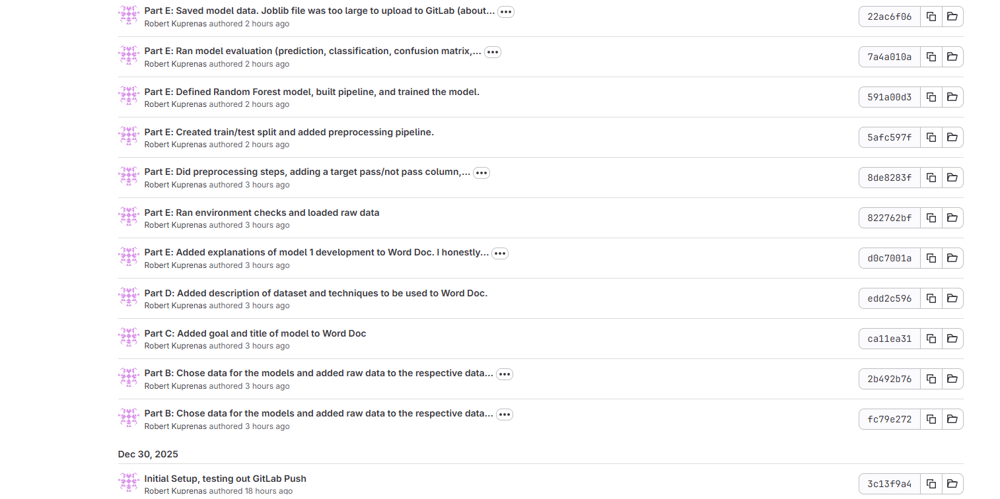 Part E: Saved model data. Joblib file was too large to upload to GitLab (about...
Robert Kuprenas authored 2 hours ago
22ac6f06
Part E: Ran model evaluation (prediction, classification, confusion matrix,...
Robert Kuprenas authored 2 hours ago
7a4a010a
Part E: Defined Random Forest model, built pipeline, and trained the model.
Robert Kuprenas authored 2 hours ago
591a00d3
Part E: Created train/test split and added preprocessing pipeline.
Robert Kuprenas authored 2 hours ago
5afc597f
Part E: Did preprocessing steps, adding a target pass/not pass column,...
Robert Kuprenas authored 3 hours ago
8de8283f
Part E: Ran environment checks and loaded raw data
Robert Kuprenas authored 3 hours ago
822762bf
Part E: Added explanations of model 1 development to Word Doc. I honestly...
Robert Kuprenas authored 3 hours ago
d0c7001a
Part D: Added description of dataset and techniques to be used to Word Doc.
Robert Kuprenas authored 3 hours ago
edd2c596
Part C: Added goal and title of model to Word Doc
Robert Kuprenas authored 3 hours ago
ca11ea31
Part B: Chose data for the models and added raw data to the respective data...
Robert Kuprenas authored 3 hours ago
2b492b76
Part B: Chose data for the models and added raw data to the respective data...
Robert Kuprenas authored 3 hours ago
fc79e272
Dec 30, 2025
Initial Setup, testing out GitLab Push
Robert Kuprenas authored 18 hours ago
3c13f9a4